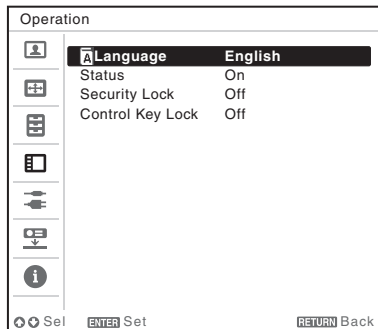 Operation
A Language English
Status On
Security Lock Off
Control Key Lock Off
Sel ENTER Set RETURN Back